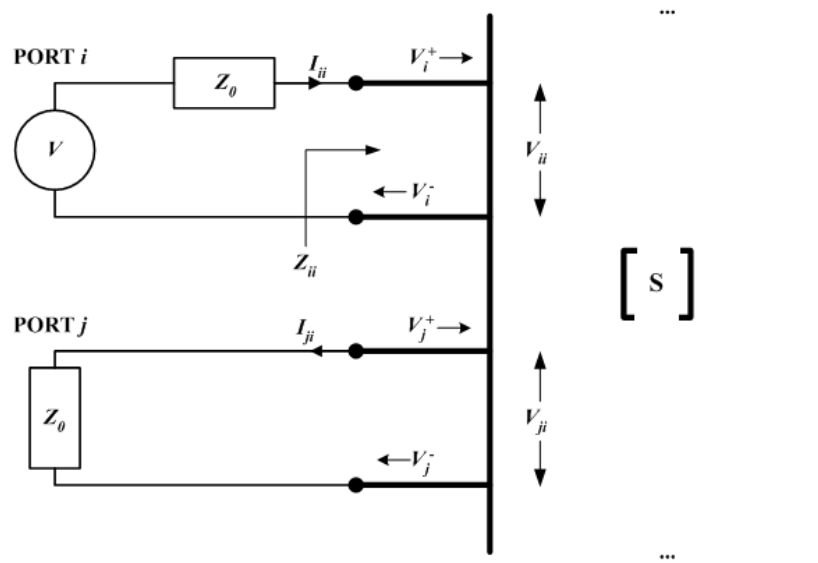 ...
PORT i
Z0
Iii
Vi+
V
Vii
Vi-
Zii
[ S ]
PORT j
Iji
Vj+
Z0
Vji
Vj-
...